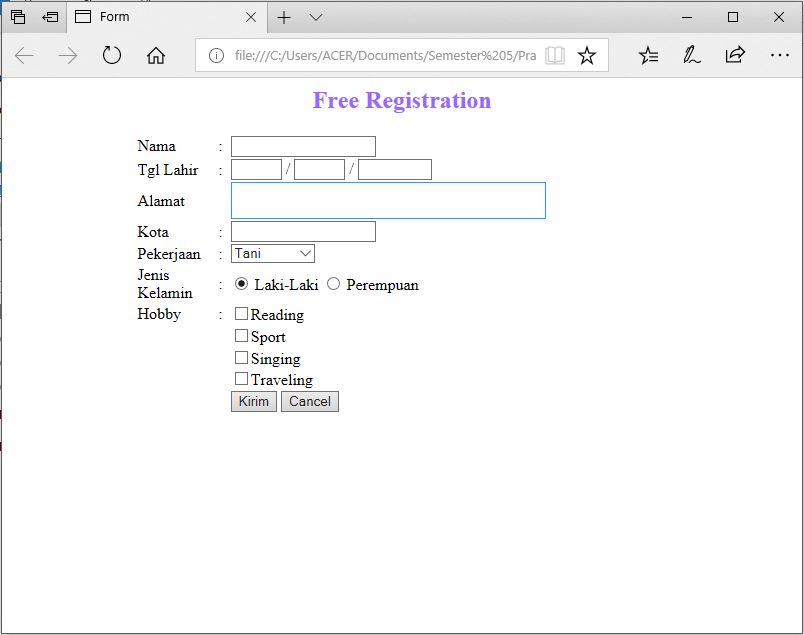 Form
file:///C:/Users/ACER/Documents/Semester%205/Pra
Free Registration
Nama :
Tgl Lahir : / /
Alamat
Kota :
Pekerjaan : Tani
Jenis Kelamin : Laki-Laki Perempuan
Hobby : Reading
Sport
Singing
Traveling
Kirim Cancel